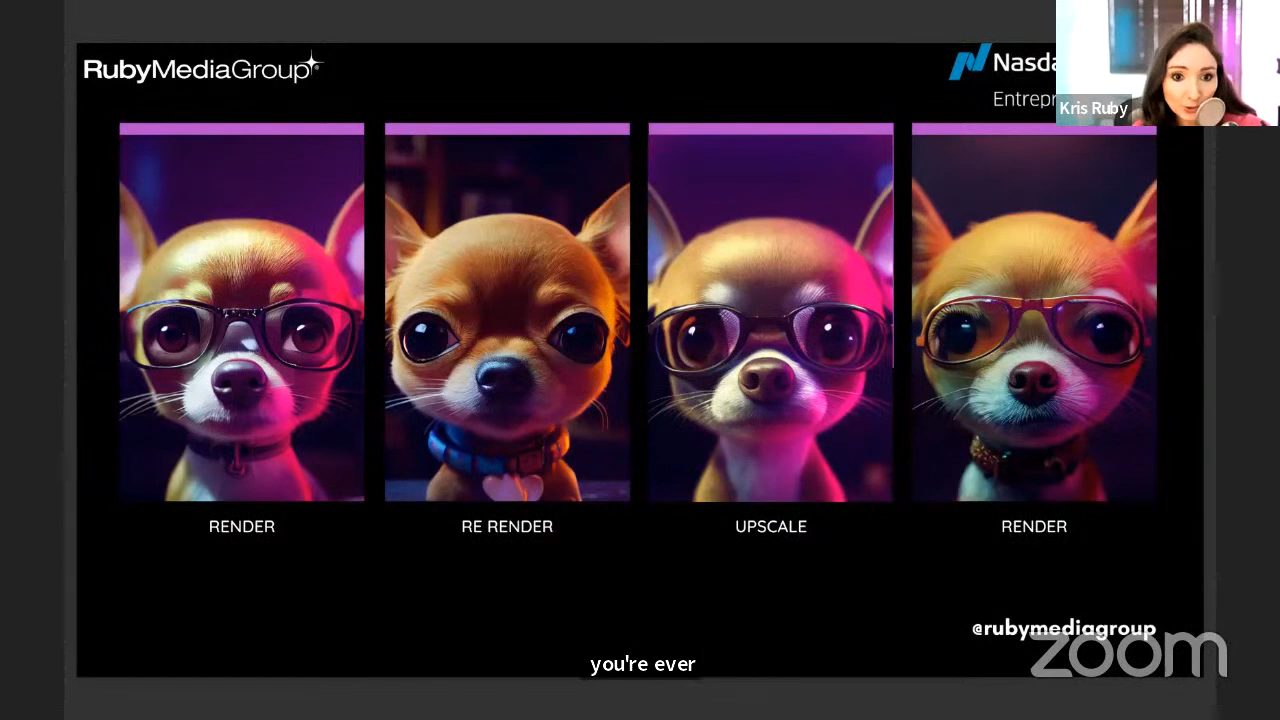 RubyMediaGroup
Nasda
Entrepr
Kris Ruby
RENDER
RE RENDER
UPSCALE
RENDER
@rubymediagroup
zoom
you're ever